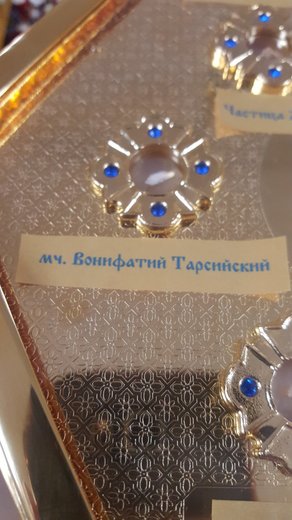 Частица
мч. Вонифатий Тарсийский